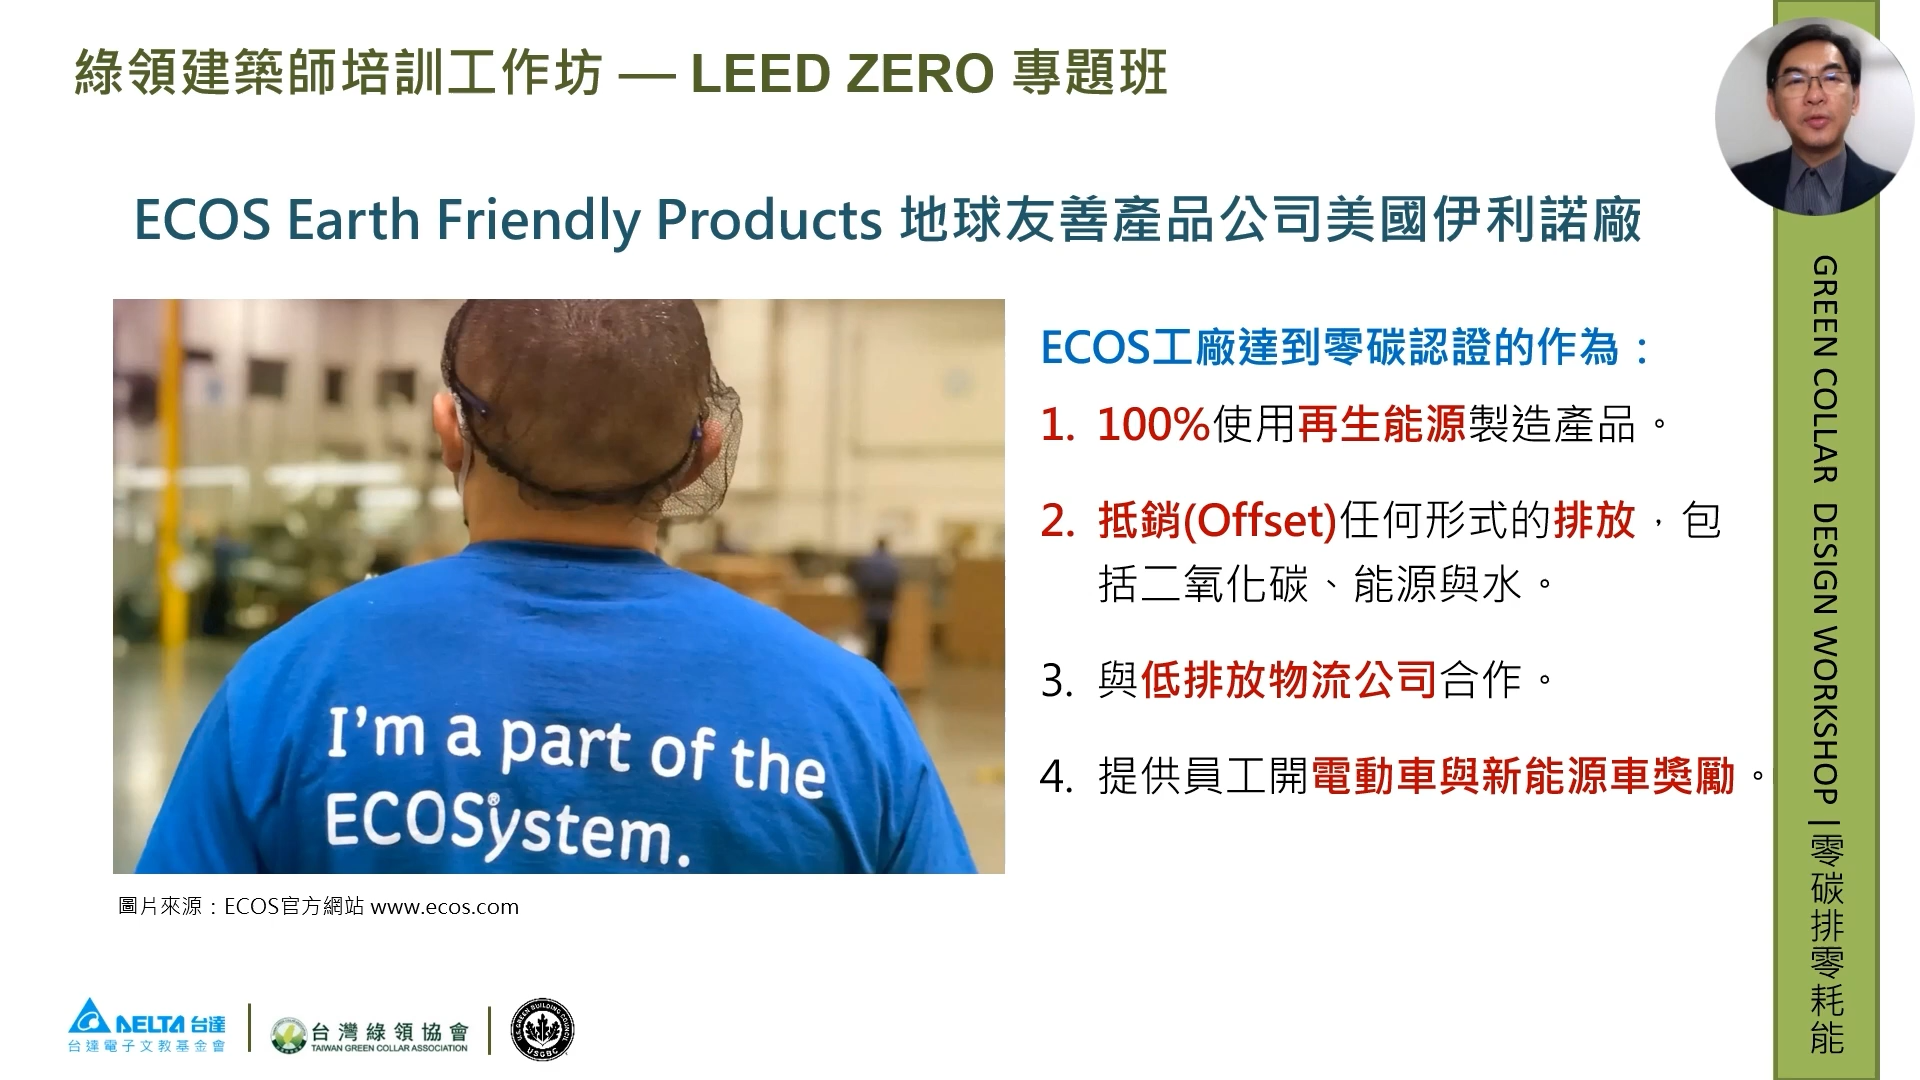 綠領建築師培訓工作坊 — LEED ZERO 專題班
ECOS Earth Friendly Products 地球友善產品公司美國伊利諾廠
I'm a part of the
ECOSystem.
®
圖片來源：ECOS官方網站 www.ecos.com
ECOS工廠達到零碳認證的作為：
1. 100%使用再生能源製造產品。
2. 抵銷(Offset)任何形式的排放，包
括二氧化碳、能源與水。
3. 與低排放物流公司合作。
4. 提供員工開電動車與新能源車獎勵。
GREEN COLLAR DESIGN WORKSHOP |零碳排零耗能
DELTA 台達
台達電子文教基金會
台灣綠領協會
TAIWAN GREEN COLLAR ASSOCIATION
U.S. GREEN BUILDING COUNCIL
USGBC